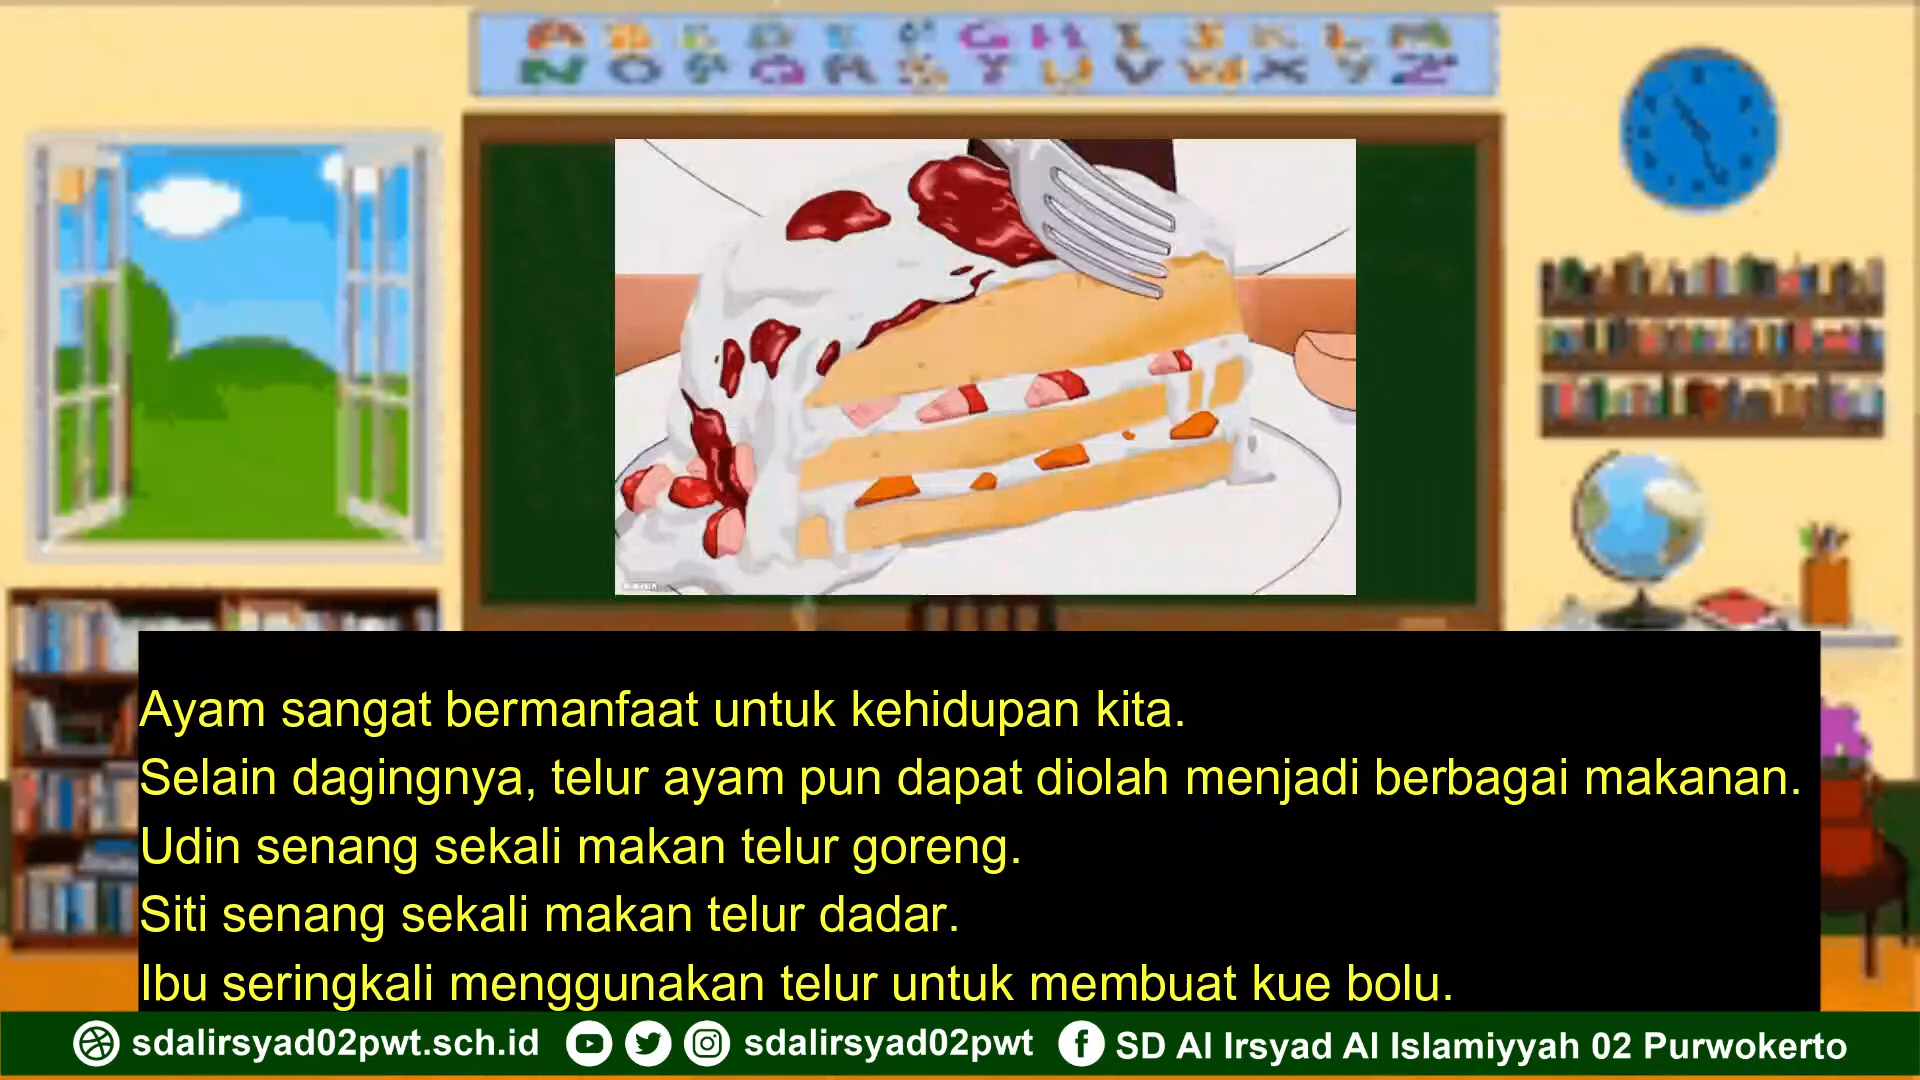 Ayam sangat bermanfaat untuk kehidupan kita.
Selain dagingnya, telur ayam pun dapat diolah menjadi berbagai makanan.
Udin senang sekali makan telur goreng.
Siti senang sekali makan telur dadar.
Ibu seringkali menggunakan telur untuk membuat kue bolu.
sdalirsyad02pwt.sch.id sdalirsyad02pwt SD Al Irsyad Al Islamiyyah 02 Purwokerto